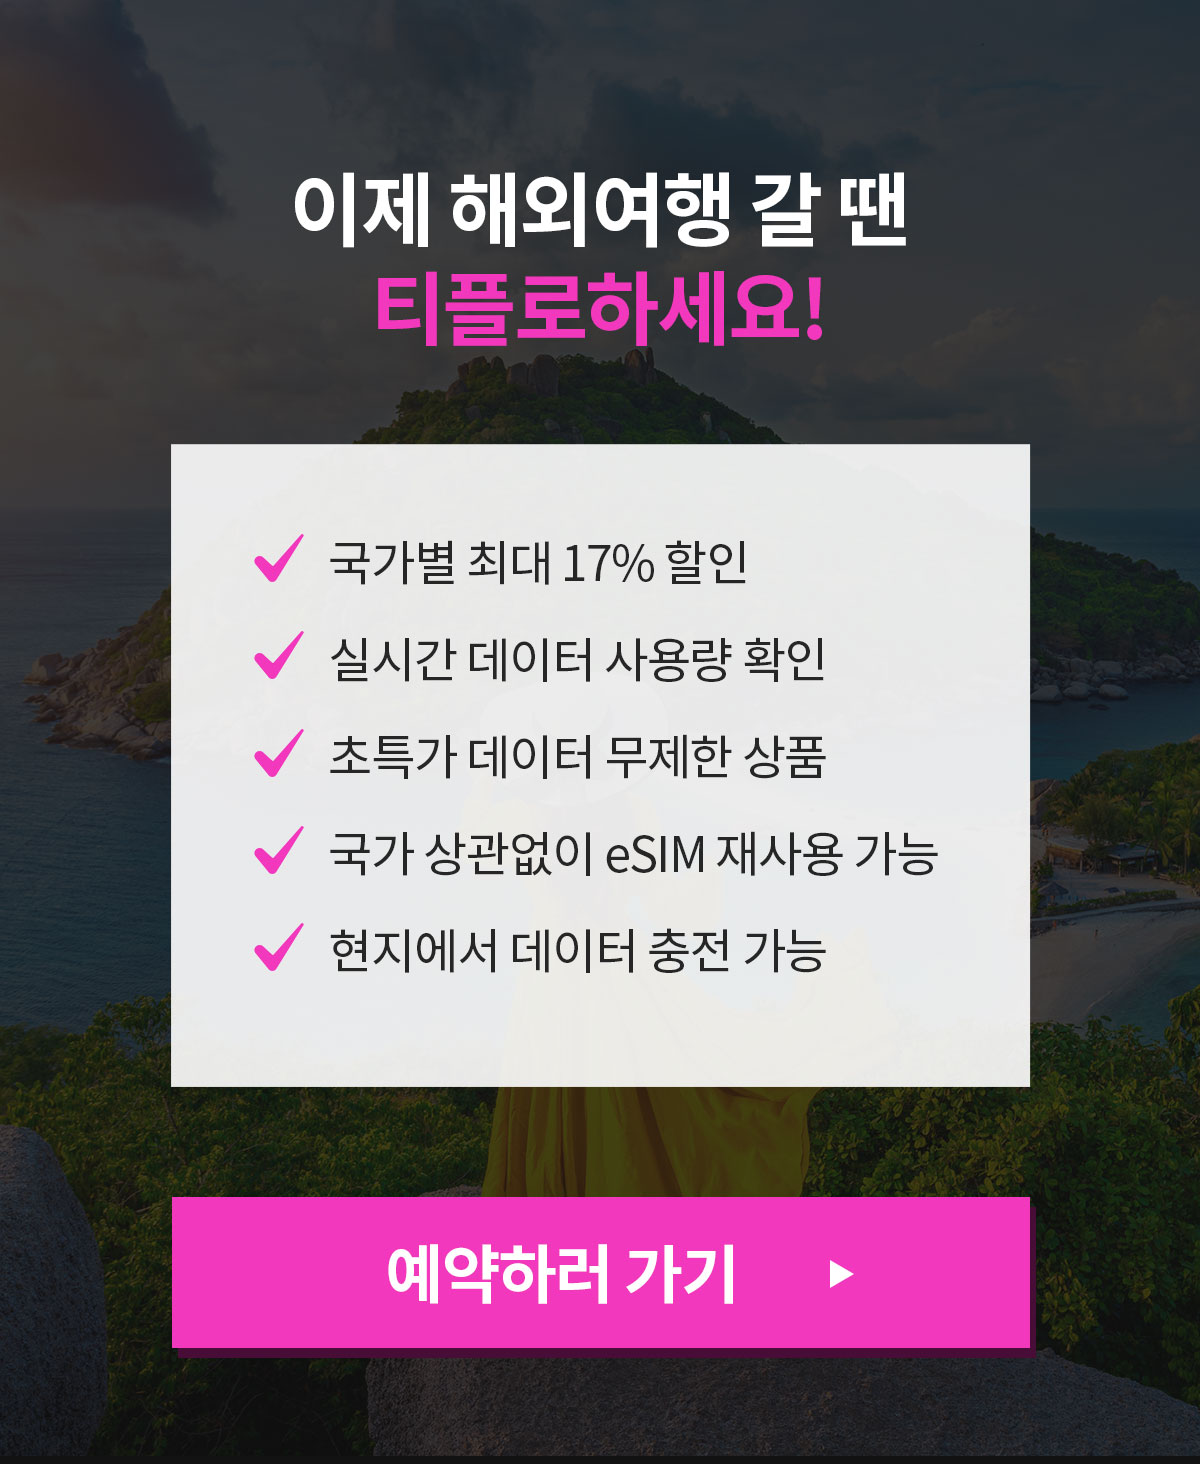 이제 해외여행 갈 땐
티플로하세요!
국가별 최대 17% 할인
실시간 데이터 사용량 확인
초특가 데이터 무제한 상품
국가 상관없이 eSIM 재사용 가능
현지에서 데이터 충전 가능
예약하러 가기